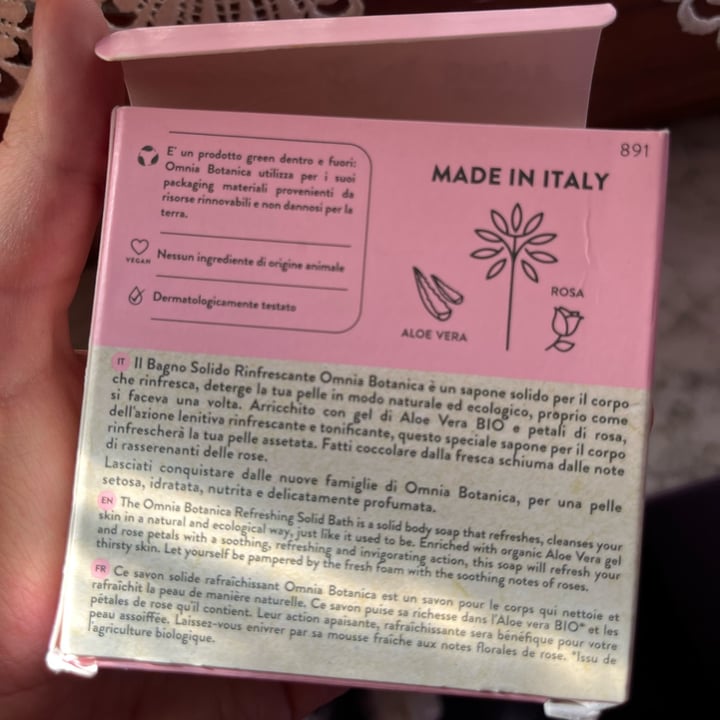 891
E' un prodotto green dentro e fuori:
Omnia Botanica utilizza per i suoi
packaging materiali provenienti da
risorse rinnovabili e non dannosi per la
terra.
VEGAN
Nessun ingrediente di origine animale
Dermatologicamente testato
MADE IN ITALY
ROSA
ALOE VERA
IT Il Bagno Solido Rinfrescante Omnia Botanica è un sapone solido per il corpo
che rinfresca, deterge la tua pelle in modo naturale ed ecologico, proprio come
si faceva una volta. Arricchito con gel di Aloe Vera BIO e petali di rosa,
dell'azione lenitiva rinfrescante e tonificante, questo speciale sapone per il corpo
rinfrescherà la tua pelle assetata. Fatti coccolare dalla fresca schiuma dalle note
di rasserenanti delle rose.
Lasciati conquistare dalle nuove famiglie di Omnia Botanica, per una pelle
setosa, idratata, nutrita e delicatamente profumata.
EN The Omnia Botanica Refreshing Solid Bath is a solid body soap that refreshes, cleanses your
skin in a natural and ecological way, just like it used to be. Enriched with organic Aloe Vera gel
and rose petals with a soothing, refreshing and invigorating action, this soap will refresh your
thirsty skin. Let yourself be pampered by the fresh foam with the soothing notes of roses.
FR Ce savon solide rafraîchissant Omnia Botanica est un savon pour le corps qui nettoie et
rafraîchit la peau de manière naturelle. Ce savon puise sa richesse dans l'Aloe vera BIO* et les
pétales de rose qu'il contient. Leur action apaisante, rafraîchissante sera bénéfique pour votre
peau assoiffée. Laissez-vous enivrer par sa mousse fraîche aux notes florales de rose. *Issu de
l'agriculture biologique.